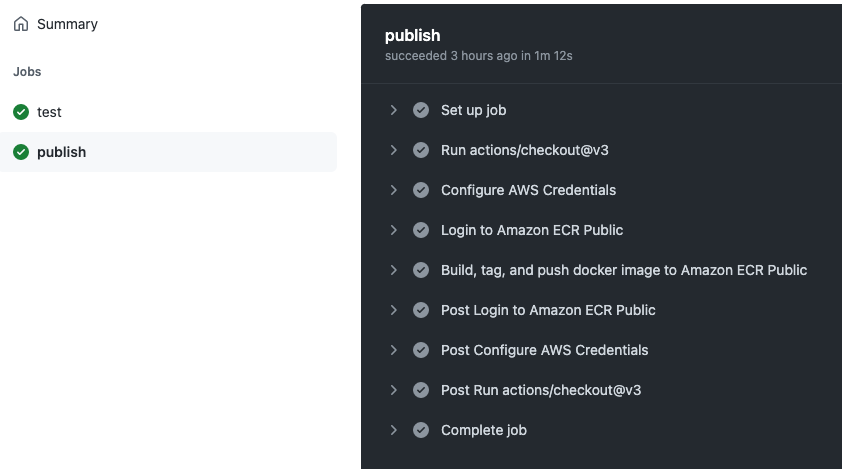 Summary
Jobs
test
publish
publish
succeeded 3 hours ago in 1m 12s
Set up job
Run actions/checkout@v3
Configure AWS Credentials
Login to Amazon ECR Public
Build, tag, and push docker image to Amazon ECR Public
Post Login to Amazon ECR Public
Post Configure AWS Credentials
Post Run actions/checkout@v3
Complete job